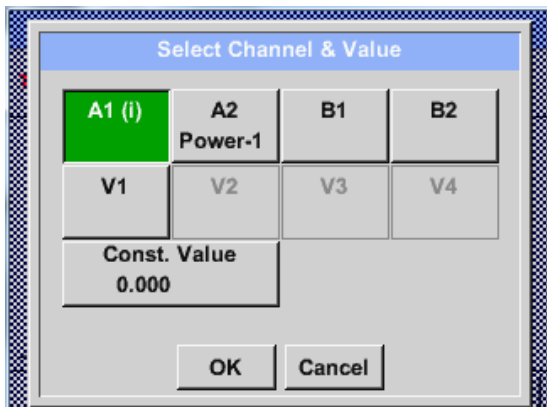 Select Channel & Value
A1 (i) A2 B1 B2
Power-1
V1 V2 V3 V4
Const. Value
0.000
OK Cancel